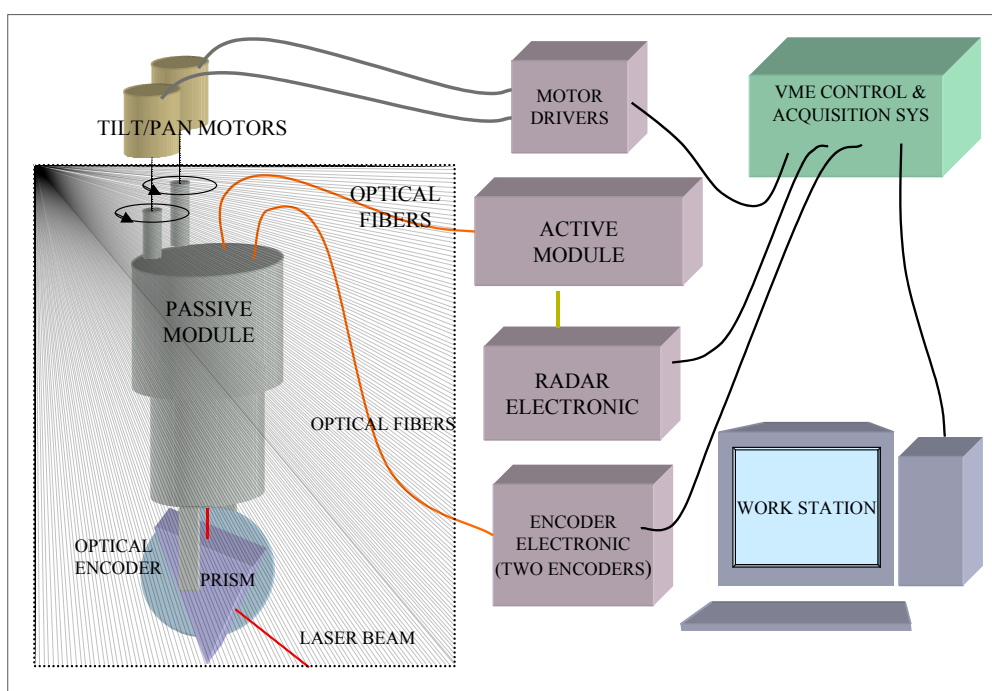 TILT/PAN MOTORS
MOTOR
DRIVERS
VME CONTROL &
ACQUISITION SYS
OPTICAL
FIBERS
ACTIVE
MODULE
PASSIVE
MODULE
RADAR
ELECTRONIC
OPTICAL FIBERS
ENCODER
ELECTRONIC
(TWO ENCODERS)
WORK STATION
OPTICAL
ENCODER
PRISM
LASER BEAM